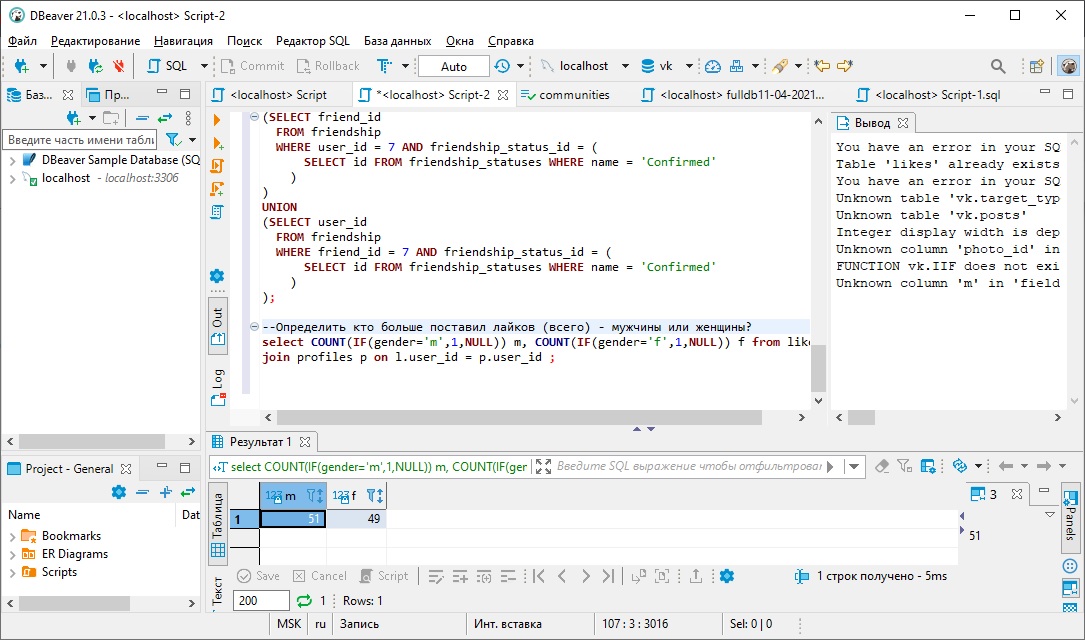 DBeaver 21.0.3 - <localhost> Script-2
Файл Редактирование Навигация Поиск Редактор SQL База данных Окна Справка
SQL Commit Rollback Auto localhost vk
Баз... Пр...
<localhost> Script *<localhost> Script-2 communities <localhost> fulldb11-04-2021... <localhost> Script-1.sql
Введите часть имени табли
DBeaver Sample Database (SQ
localhost - localhost:3306
(SELECT friend_id
FROM friendship
WHERE user_id = 7 AND friendship_status_id = (
SELECT id FROM friendship_statuses WHERE name = 'Confirmed'
)
)
UNION
(SELECT user_id
FROM friendship
WHERE friend_id = 7 AND friendship_status_id = (
SELECT id FROM friendship_statuses WHERE name = 'Confirmed'
)
);
--Определить кто больше поставил лайков (всего) - мужчины или женщины?
select COUNT(IF(gender='m',1,NULL)) m, COUNT(IF(gender='f',1,NULL)) f from like
join profiles p on l.user_id = p.user_id ;
Out
Log
Вывод
You have an error in your SQ
Table 'likes' already exists
You have an error in your SQ
Unknown table 'vk.target_typ
Unknown table 'vk.posts'
Integer display width is dep
Unknown column 'photo_id' in
FUNCTION vk.IIF does not exi
Unknown column 'm' in 'field
Project - General
Name Dat
Bookmarks
ER Diagrams
Scripts
Результат 1
select COUNT(IF(gender='m',1,NULL)) m, COUNT(IF(ger
Введите SQL выражение чтобы отфильтрова
Таблица
Текст
123 m 123 f
1 51 49
3
51
Panels
Save Cancel Script
1 строк получено - 5ms
200 1 Rows: 1
MSK ru Запись Инт. вставка 107 : 3 : 3016 Sel: 0 | 0